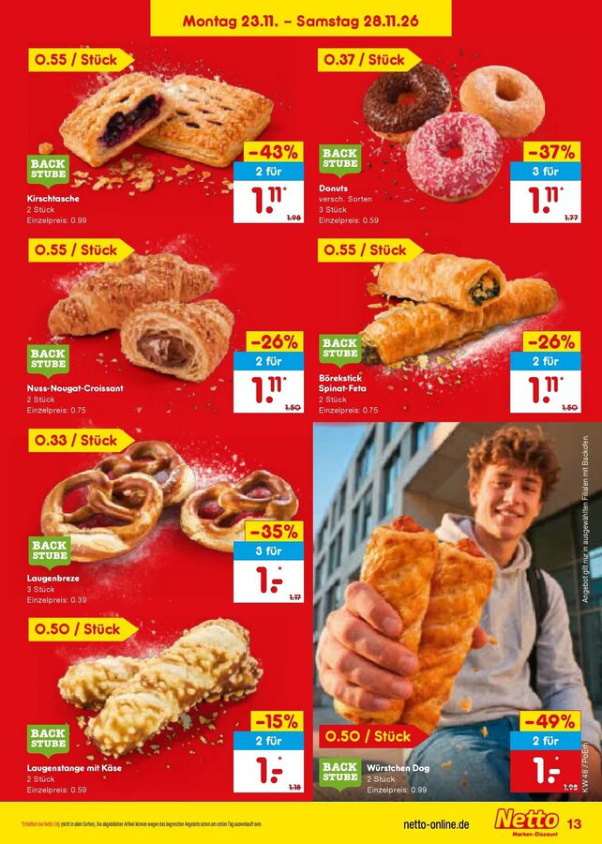 Montag 23.11. – Samstag 28.11.26
0.55 / Stück
BACK
STUBE
Kirschtasche
2 Stück
Einzelpreis: 0.99
-43%
2 für
1.11*
1.98
0.37 / Stück
BACK
STUBE
Donuts
versch. Sorten
3 Stück
Einzelpreis: 0.59
-37%
3 für
1.11*
1.77
0.55 / Stück
BACK
STUBE
Nuss-Nougat-Croissant
2 Stück
Einzelpreis: 0.75
-26%
2 für
1.11*
1.50
0.55 / Stück
BACK
STUBE
Börekstick
Spinat-Feta
2 Stück
Einzelpreis: 0.75
-26%
2 für
1.11*
1.50
0.33 / Stück
BACK
STUBE
Laugenbreze
3 Stück
Einzelpreis: 0.39
-35%
3 für
1.-
1.17
0.50 / Stück
BACK
STUBE
Laugenstange mit Käse
2 Stück
Einzelpreis: 0.59
-15%
2 für
1.-
1.18
0.50 / Stück
BACK
STUBE
Würstchen Dog
2 Stück
Einzelpreis: 0.99
-49%
2 für
1.-
1.98
Angebot gilt nur in ausgewählten Filialen mit Backofen.
KW 48 / PoErh
netto-online.de
Netto
Marken-Discount
13